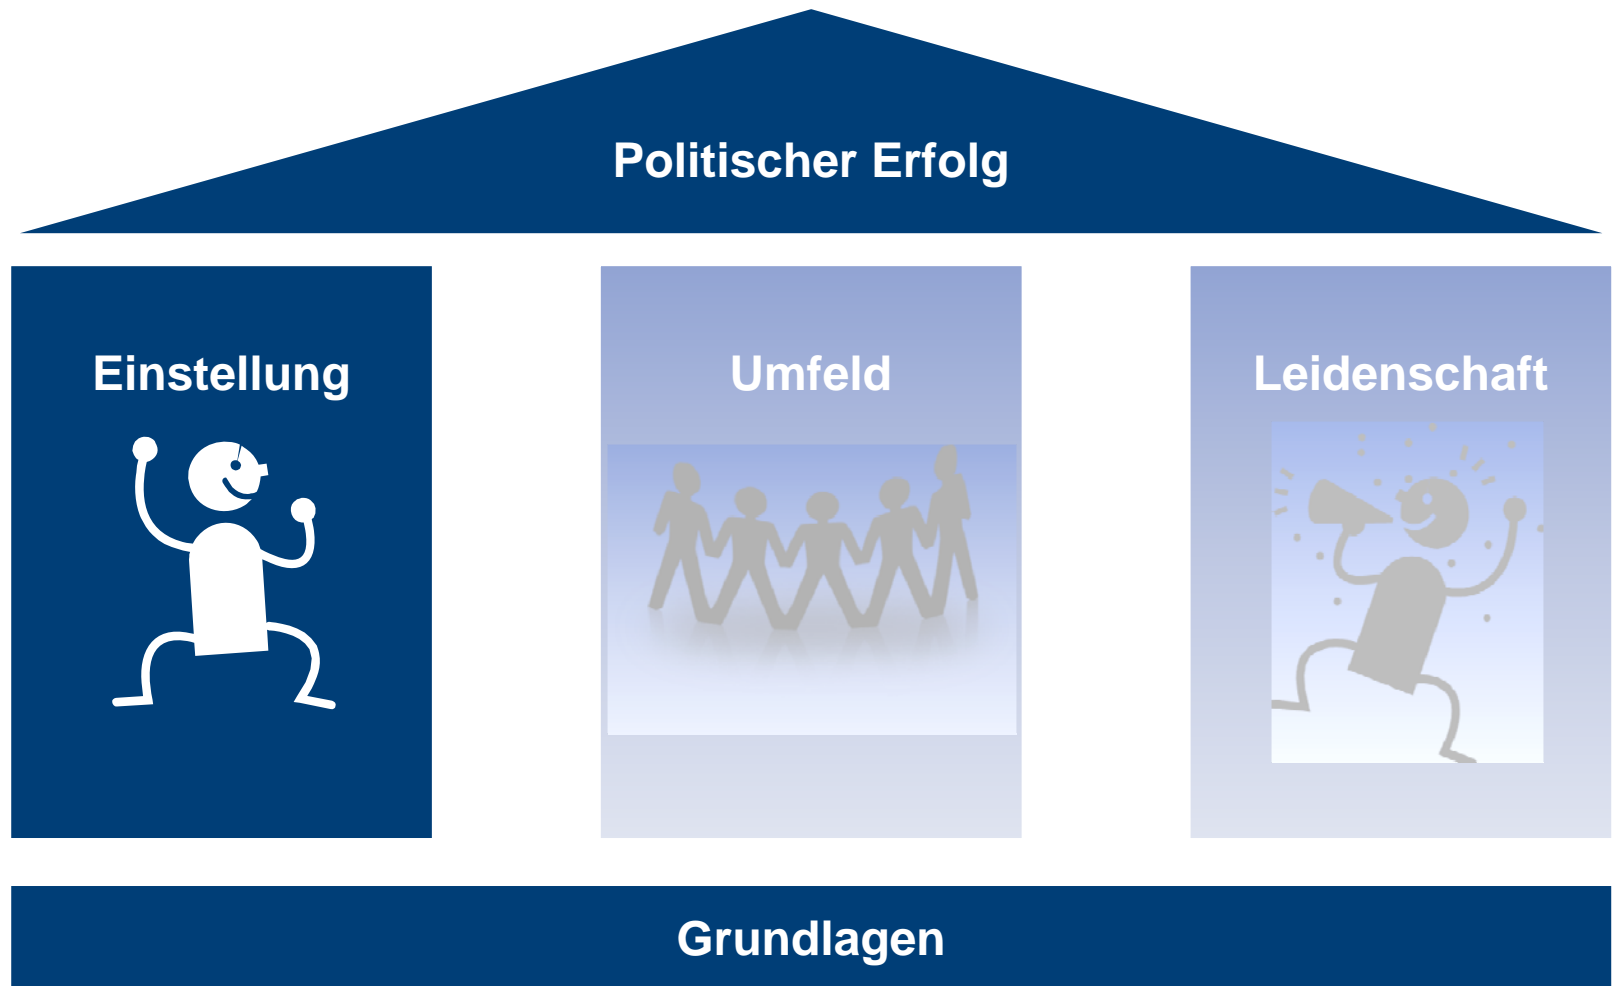 Politischer Erfolg
Einstellung
Umfeld
Leidenschaft
Grundlagen